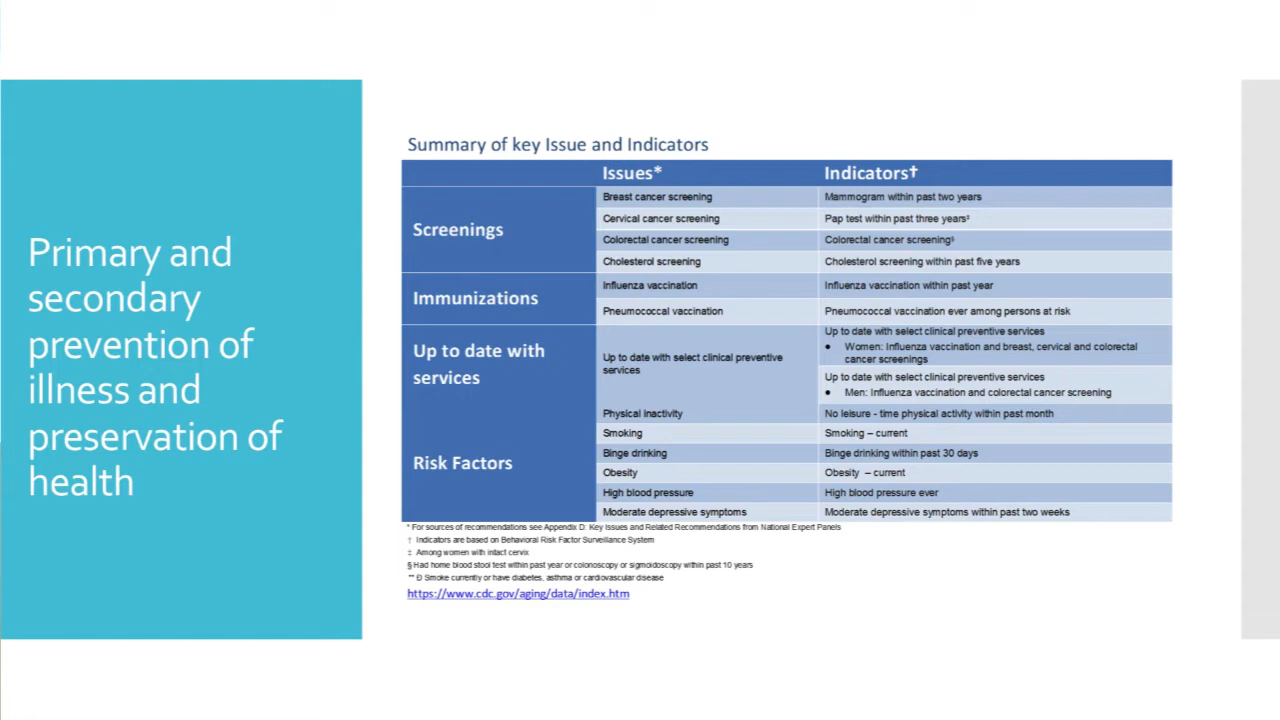 Primary and
secondary
prevention of
illness and
preservation of
health
Summary of key Issue and Indicators
Issues* Indicators†
Screenings
Breast cancer screening Mammogram within past two years
Cervical cancer screening Pap test within past three years‡
Colorectal cancer screening Colorectal cancer screening§
Cholesterol screening Cholesterol screening within past five years
Immunizations
Influenza vaccination Influenza vaccination within past year
Pneumococcal vaccination Pneumococcal vaccination ever among persons at risk
Up to date with
services
Up to date with select clinical preventive
services
Up to date with select clinical preventive services
• Women: Influenza vaccination and breast, cervical and colorectal
cancer screenings
Up to date with select clinical preventive services
• Men: Influenza vaccination and colorectal cancer screening
Risk Factors
Physical inactivity No leisure - time physical activity within past month
Smoking Smoking – current
Binge drinking Binge drinking within past 30 days
Obesity Obesity – current
High blood pressure High blood pressure ever
Moderate depressive symptoms Moderate depressive symptoms within past two weeks
* For sources of recommendations see Appendix D: Key Issues and Related Recommendations from National Expert Panels
† Indicators are based on Behavioral Risk Factor Surveillance System
‡ Among women with intact cervix
§ Had home blood stool test within past year or colonoscopy or sigmoidoscopy within past 10 years
** Đ Smoke currently or have diabetes, asthma or cardiovascular disease
https://www.cdc.gov/aging/data/index.htm